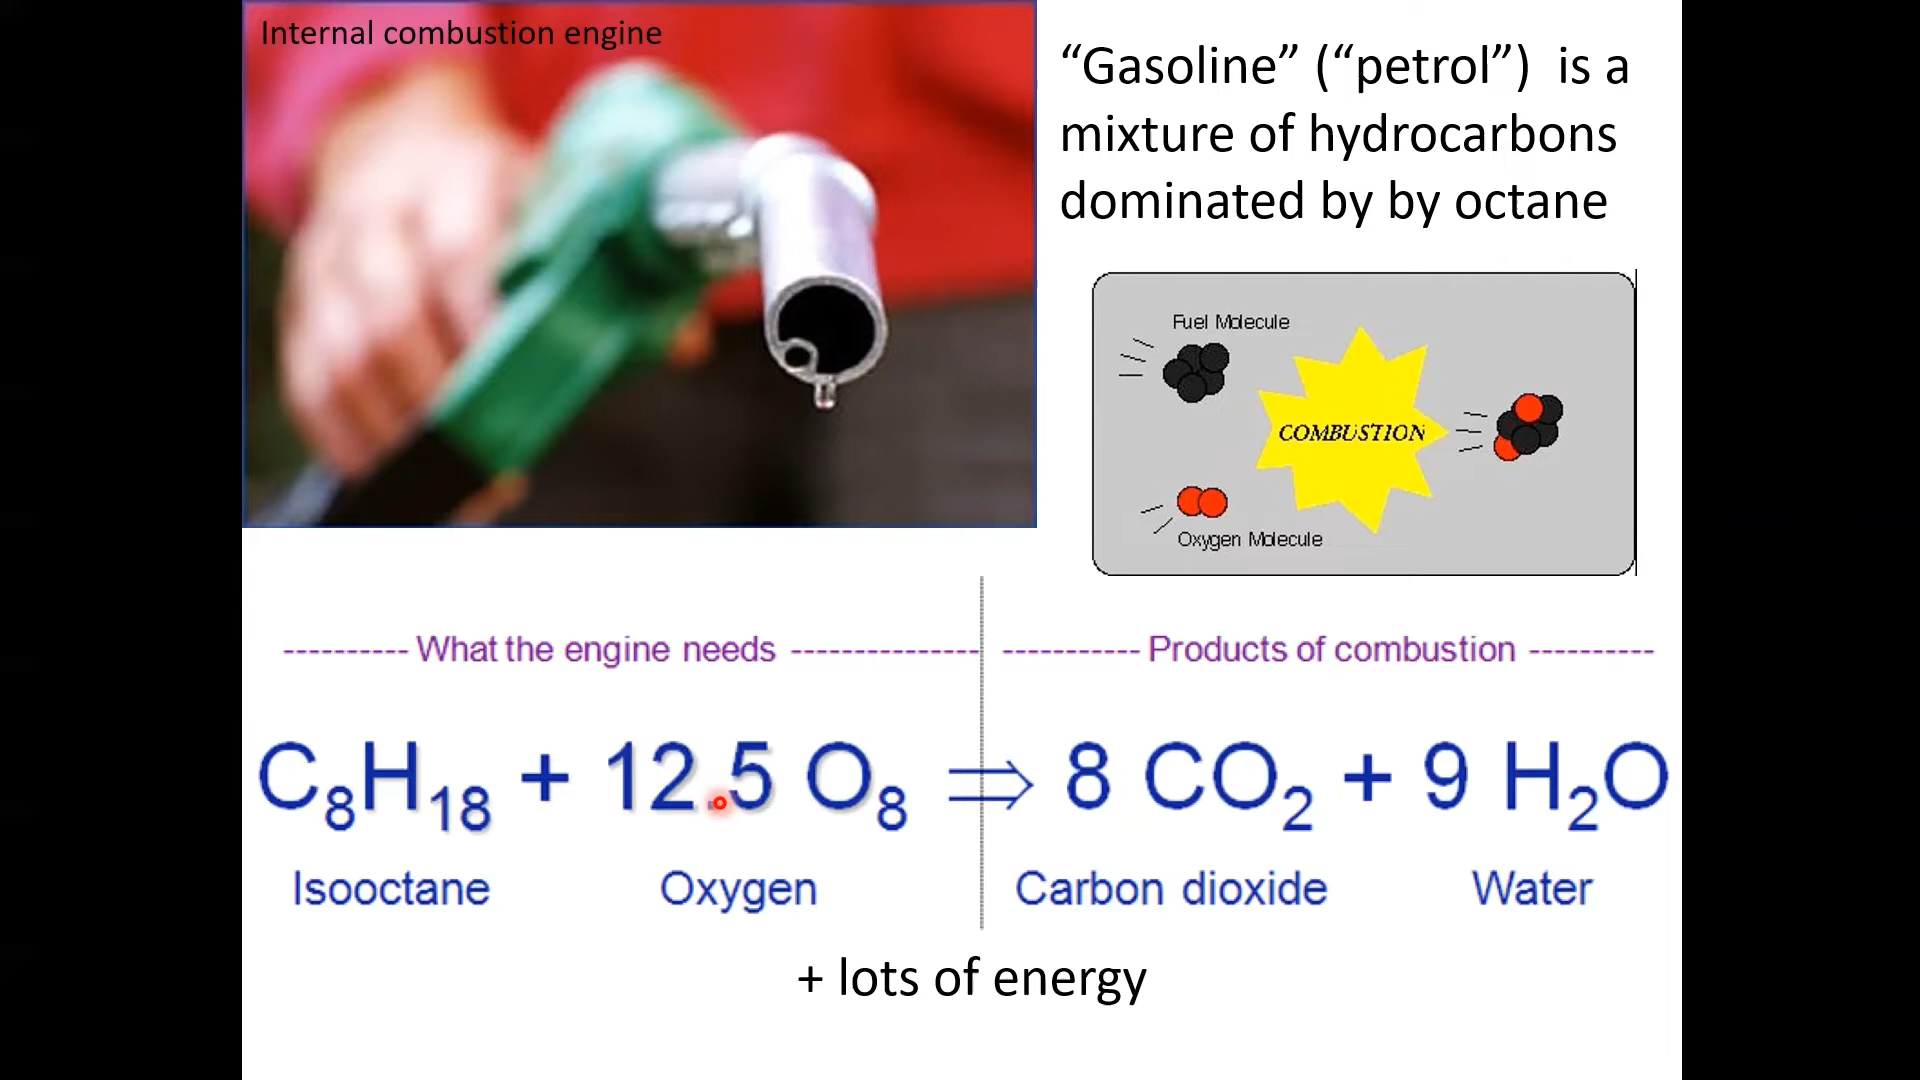 Internal combustion engine
“Gasoline” (“petrol”) is a
mixture of hydrocarbons
dominated by by octane
Fuel Molecule
COMBUSTION
Oxygen Molecule
---------- What the engine needs --------------- ----------- Products of combustion ----------
C₈H₁₈ + 12.5 O₈ ⇒ 8 CO₂ + 9 H₂O
Isooctane Oxygen Carbon dioxide Water
+ lots of energy